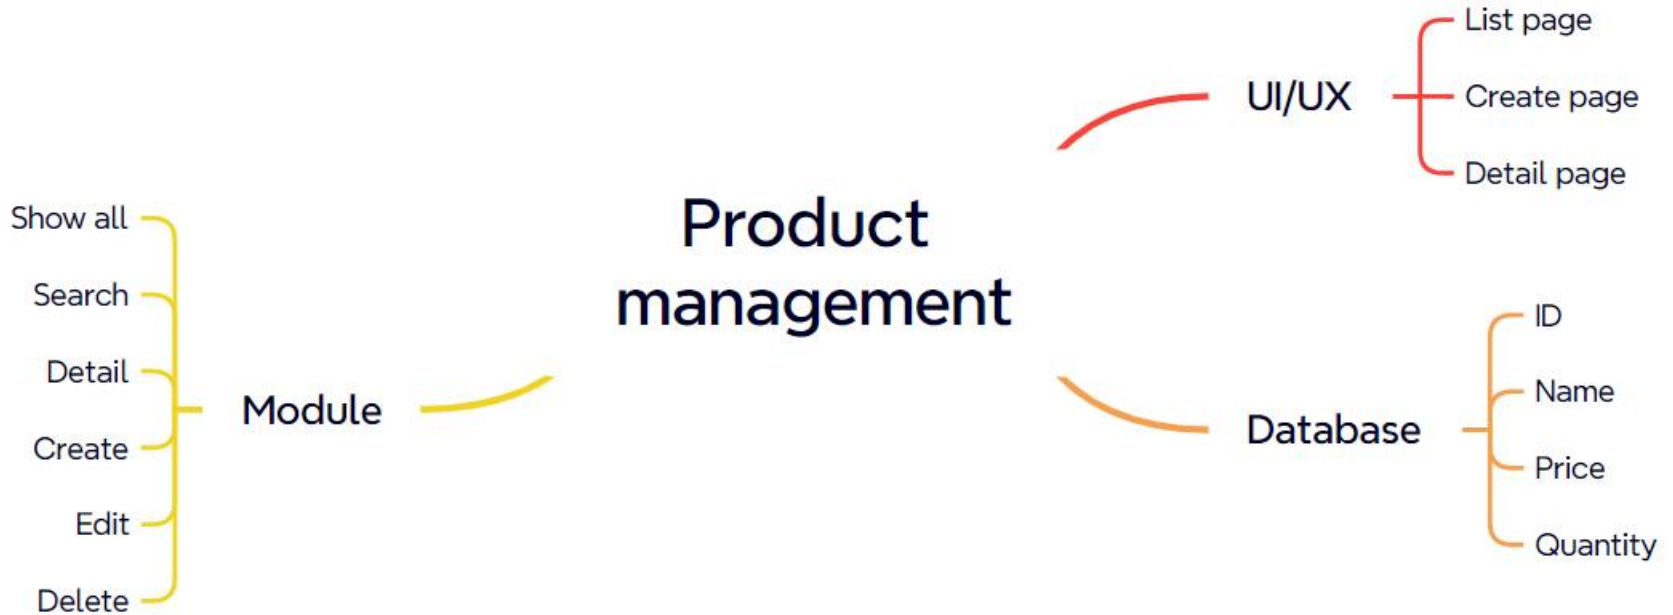 Product
management
UI/UX
List page
Create page
Detail page
Database
ID
Name
Price
Quantity
Module
Show all
Search
Detail
Create
Edit
Delete